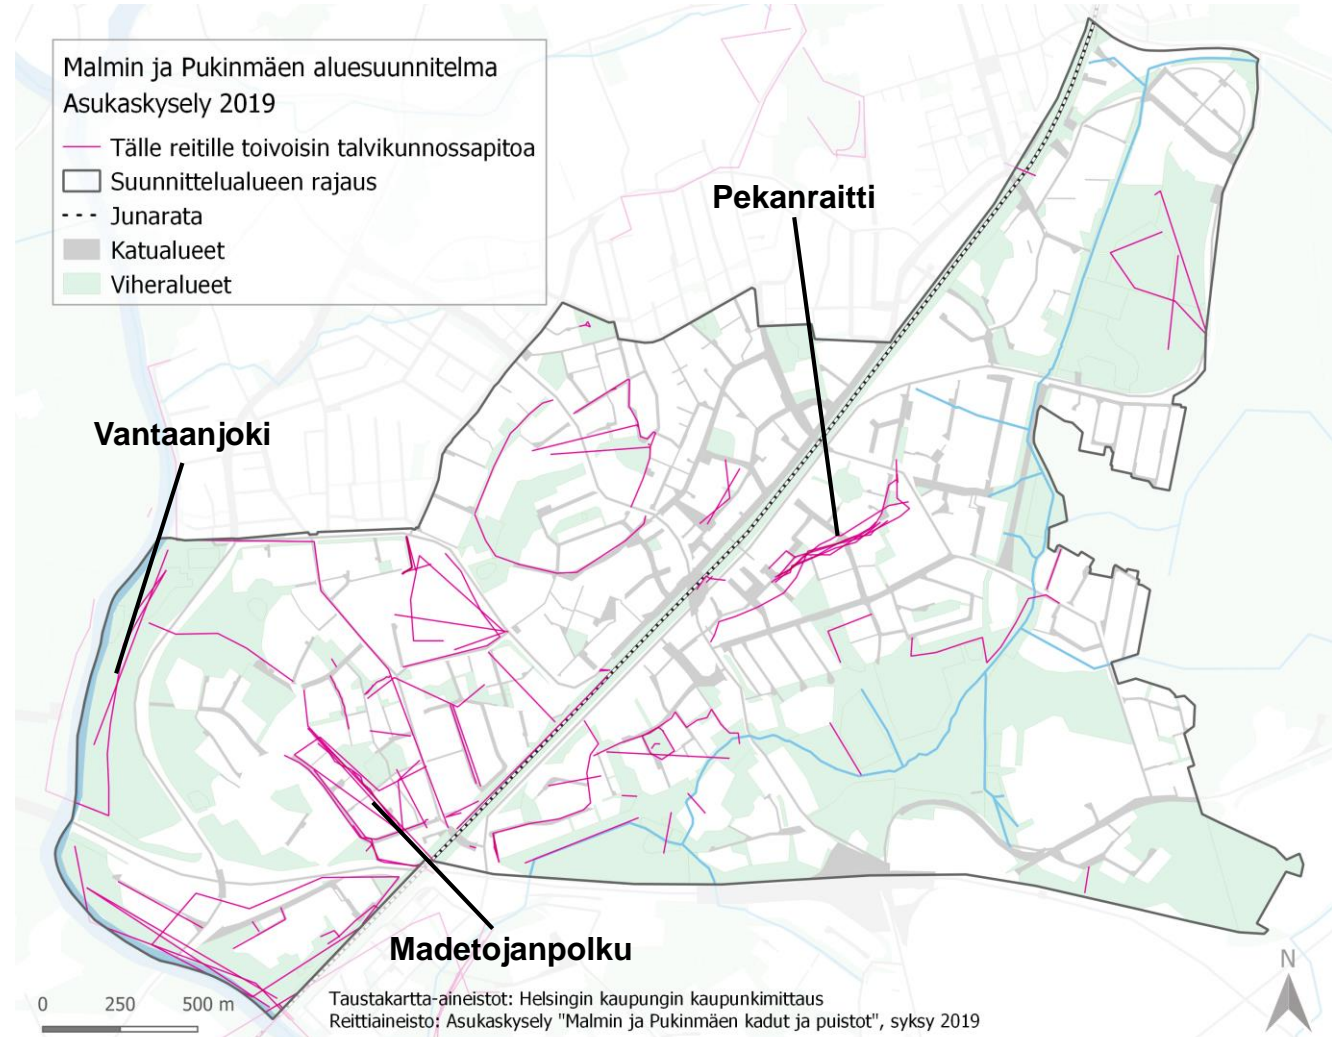 Malmin ja Pukinmäen aluesuunnitelma
Asukaskysely 2019
Tälle reitille toivoisin talvikunnossapitoa
Suunnittelualueen rajaus
Junarata
Katualueet
Viheralueet
Pekanraitti
Vantaanjoki
Madetojanpolku
N
0 250 500 m
Taustakartta-aineistot: Helsingin kaupungin kaupunkimittaus
Reittiaineisto: Asukaskysely "Malmin ja Pukinmäen kadut ja puistot", syksy 2019